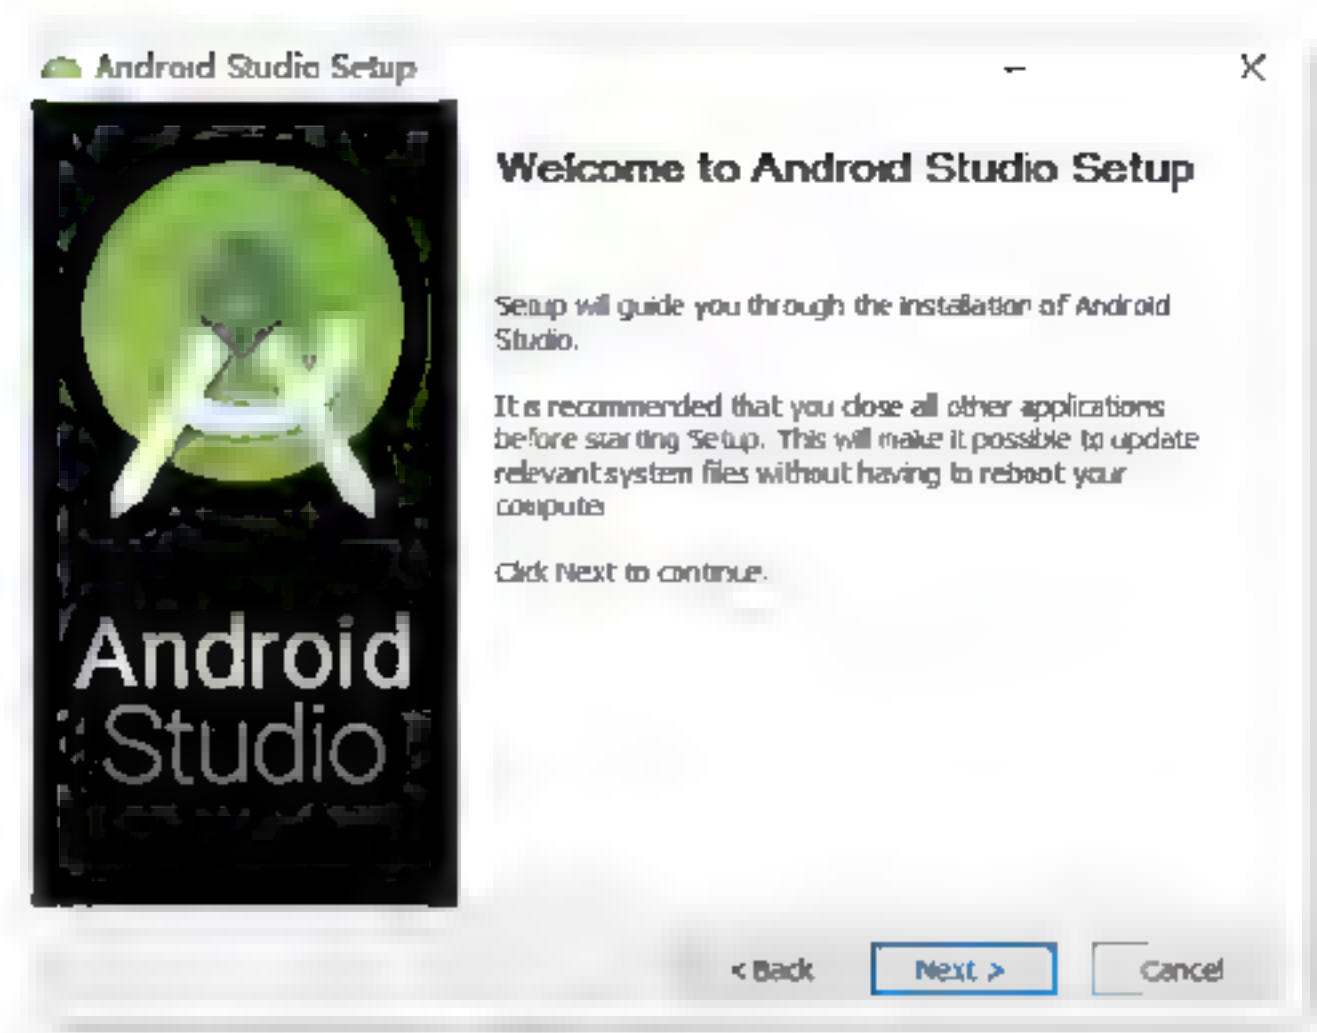 Android Studio Setup
Welcome to Android Studio Setup
Setup will guide you through the installation of Android
Studio.
It is recommended that you close all other applications
before starting Setup. This will make it possible to update
relevant system files without having to reboot your
computer.
Click Next to continue.
Android
Studio
< Back
Next >
Cancel